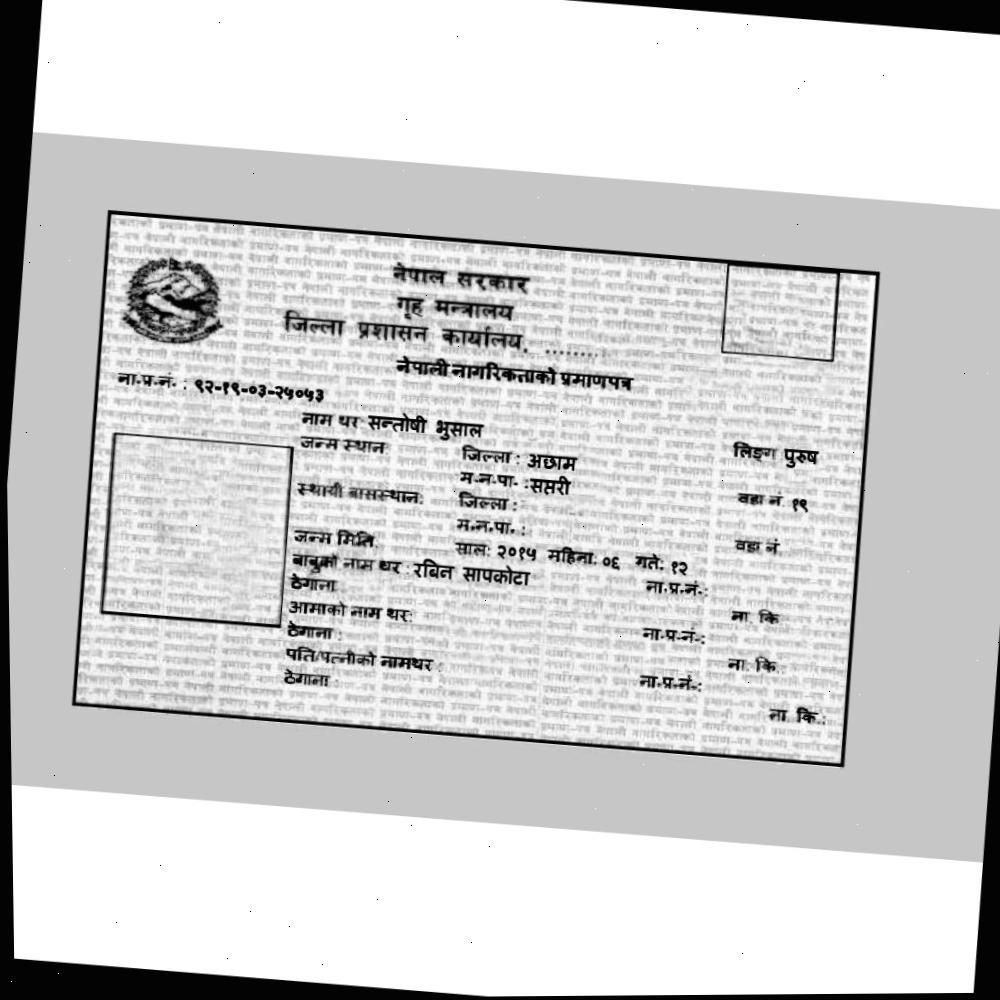 नेपाल सरकार
गृह मन्त्रालय
जिल्ला प्रशासन कार्यालय, ........
नेपाली नागरिकताको प्रमाणपत्र
ना.प्र.नं. : ९२-१९-०३-२५०५३
नाम थर सन्तोषी भुसाल लिङ्ग पुरुष
जन्म स्थान: जिल्ला : अछाम
म.न.पा. :सप्तरी वडा नं. १९
स्थायी बासस्थान: जिल्ला :
म.न.पा. : वडा नं
जन्म मिति: साल: २०१५ महिना: ०६ गते: १२
बाबुको नाम थर : रबिन सापकोटा ना.प्र.नं.:
ठेगाना ना. कि
आमाको नाम थर: ना.प्र.नं.:
ठेगाना : ना. कि.
पति/पत्नीको नामथर : ना.प्र.नं.:
ठेगाना : ना. कि.: